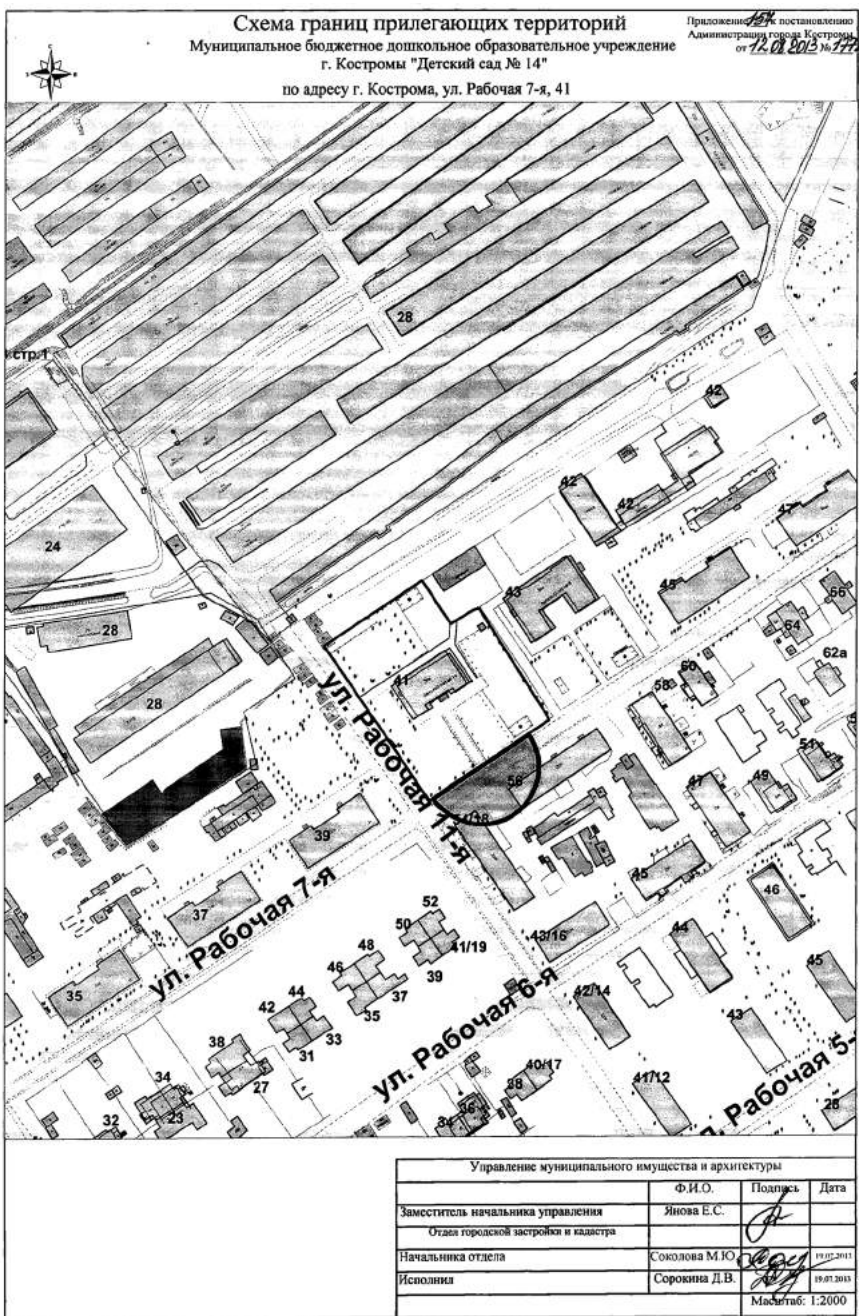 Схема границ прилегающих территорий
Муниципальное бюджетное дошкольное образовательное учреждение
г. Костромы "Детский сад № 14"
по адресу г. Кострома, ул. Рабочая 7-я, 41
Приложение 157 к постановлению
Администрации города Костромы
от 12.08.2013 №
28
стр.1
42
42
42
24
47
43
45
28
56
64
62а
41
60
58
28
ул. Рабочая 11-я
56
51
49
47
39
45
46
37
ул. Рабочая 7-я
52
50
41/19
43/16
44
48
46
39
45
35
37
35
44
42
33
31
42/14
43
38
27
ул. Рабочая 6-я
40/17
38
41/12
Рабочая 5-
34
32
23
36
34
28
Управление муниципального имущества и архитектуры
Ф.И.О. Подпись Дата
Заместитель начальника управления Янова Е.С.
Отдел городской застройки и кадастра
Начальника отдела Соколова М.Ю. 19.07.2013
Исполнил Сорокина Д.В. 19.07.2013
Масштаб: 1:2000